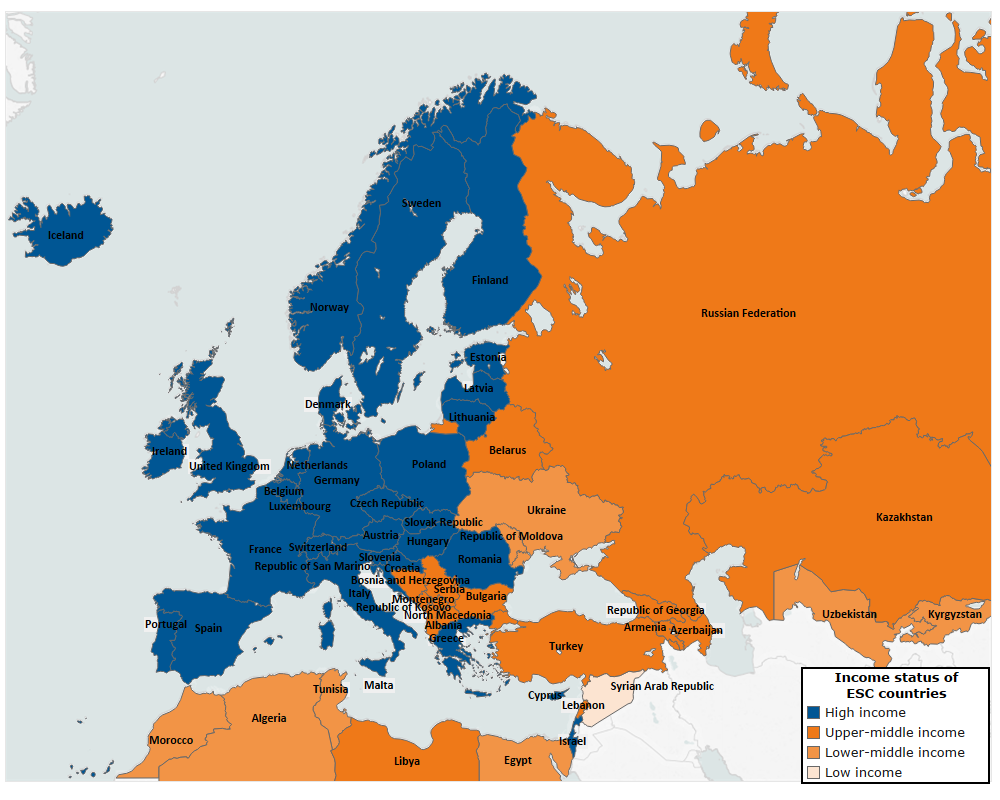 Sweden
Iceland
Finland
Norway
Russian Federation
Estonia
Latvia
Denmark
Lithuania
Ireland
Belarus
United Kingdom
Netherlands
Poland
Germany
Belgium
Czech Republic
Luxembourg
Ukraine
Kazakhstan
Slovak Republic
Austria
Republic of Moldova
Hungary
France
Switzerland
Slovenia
Romania
Republic of San Marino
Croatia
Bosnia and Herzegovina
Serbia
Italy
Bulgaria
Montenegro
Republic of Kosovo
Republic of Georgia
North Macedonia
Uzbekistan
Kyrgyzstan
Portugal
Spain
Albania
Armenia
Azerbaijan
Greece
Turkey
Malta
Tunisia
Syrian Arab Republic
Cyprus
Lebanon
Algeria
Morocco
Israel
Libya
Egypt
Income status of
ESC countries
High income
Upper-middle income
Lower-middle income
Low income